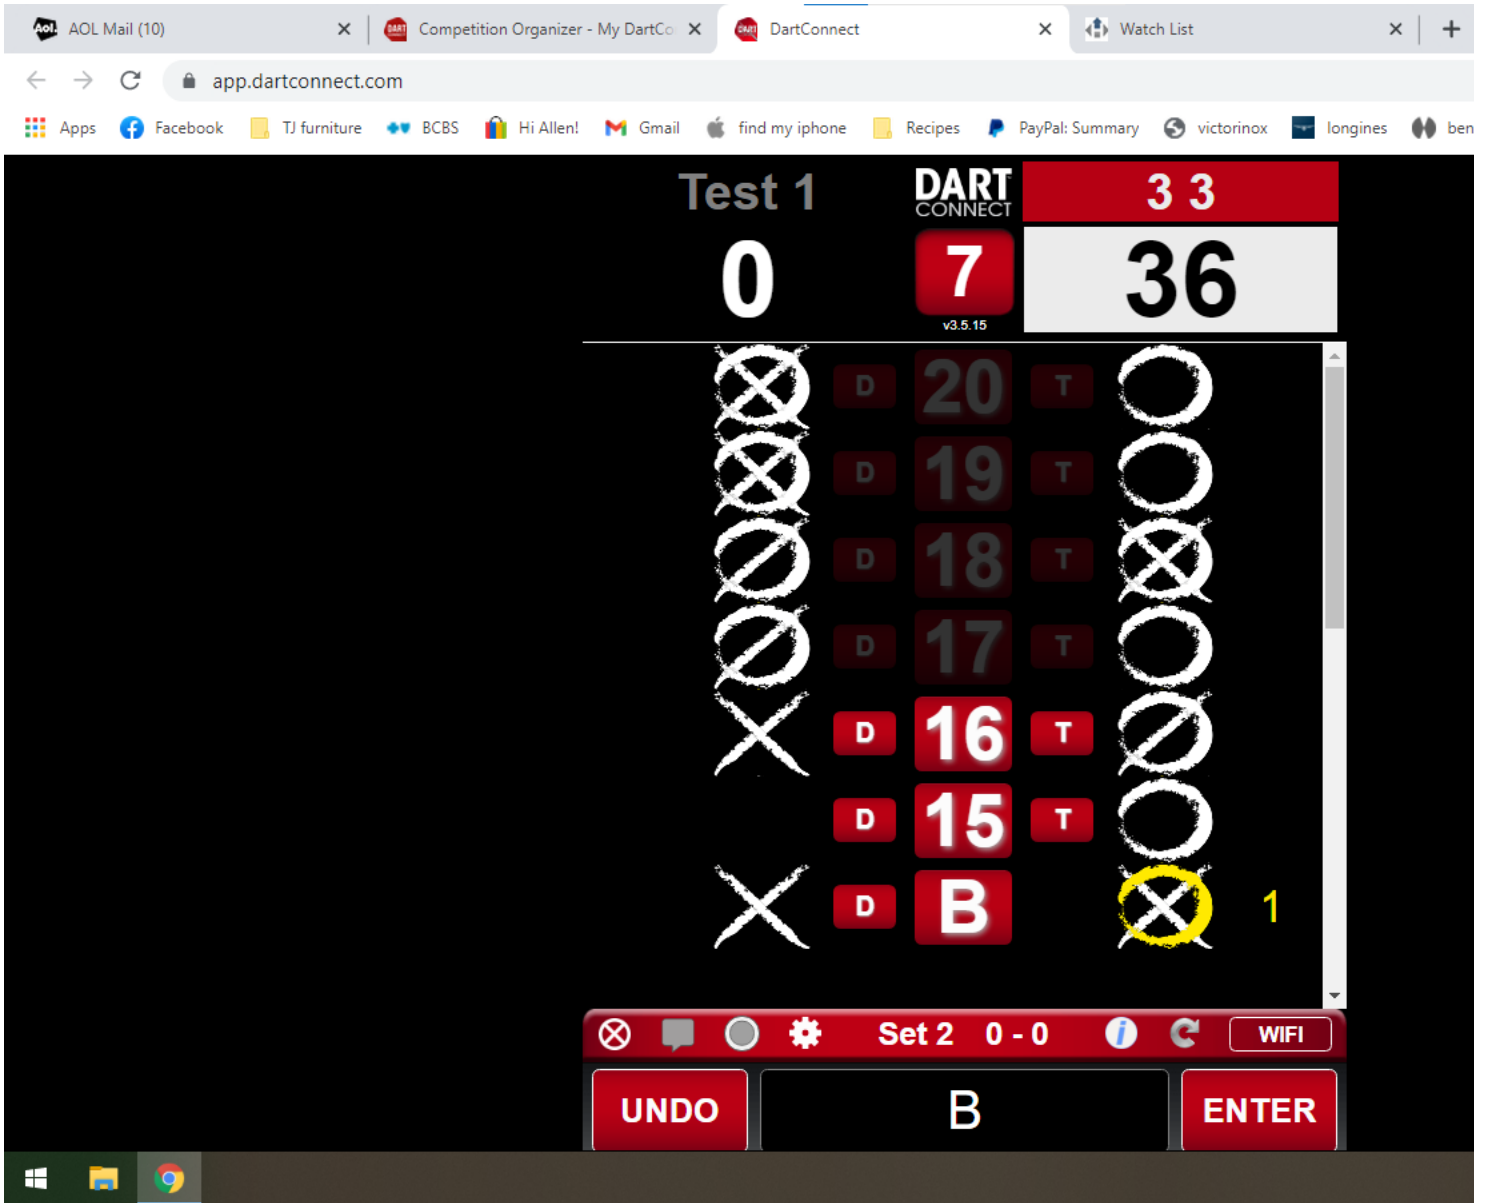 AOL Mail (10)
Competition Organizer - My DartCo
DartConnect
Watch List
app.dartconnect.com
Apps
Facebook
TJ furniture
BCBS
Hi Allen!
Gmail
find my iphone
Recipes
PayPal: Summary
victorinox
longines
ben
Test 1
DART
CONNECT
3 3
0
7
36
v3.5.15
D 20 T
D 19 T
D 18 T
D 17 T
D 16 T
D 15 T
D B 1
Set 2 0 - 0
i
WIFI
UNDO
B
ENTER